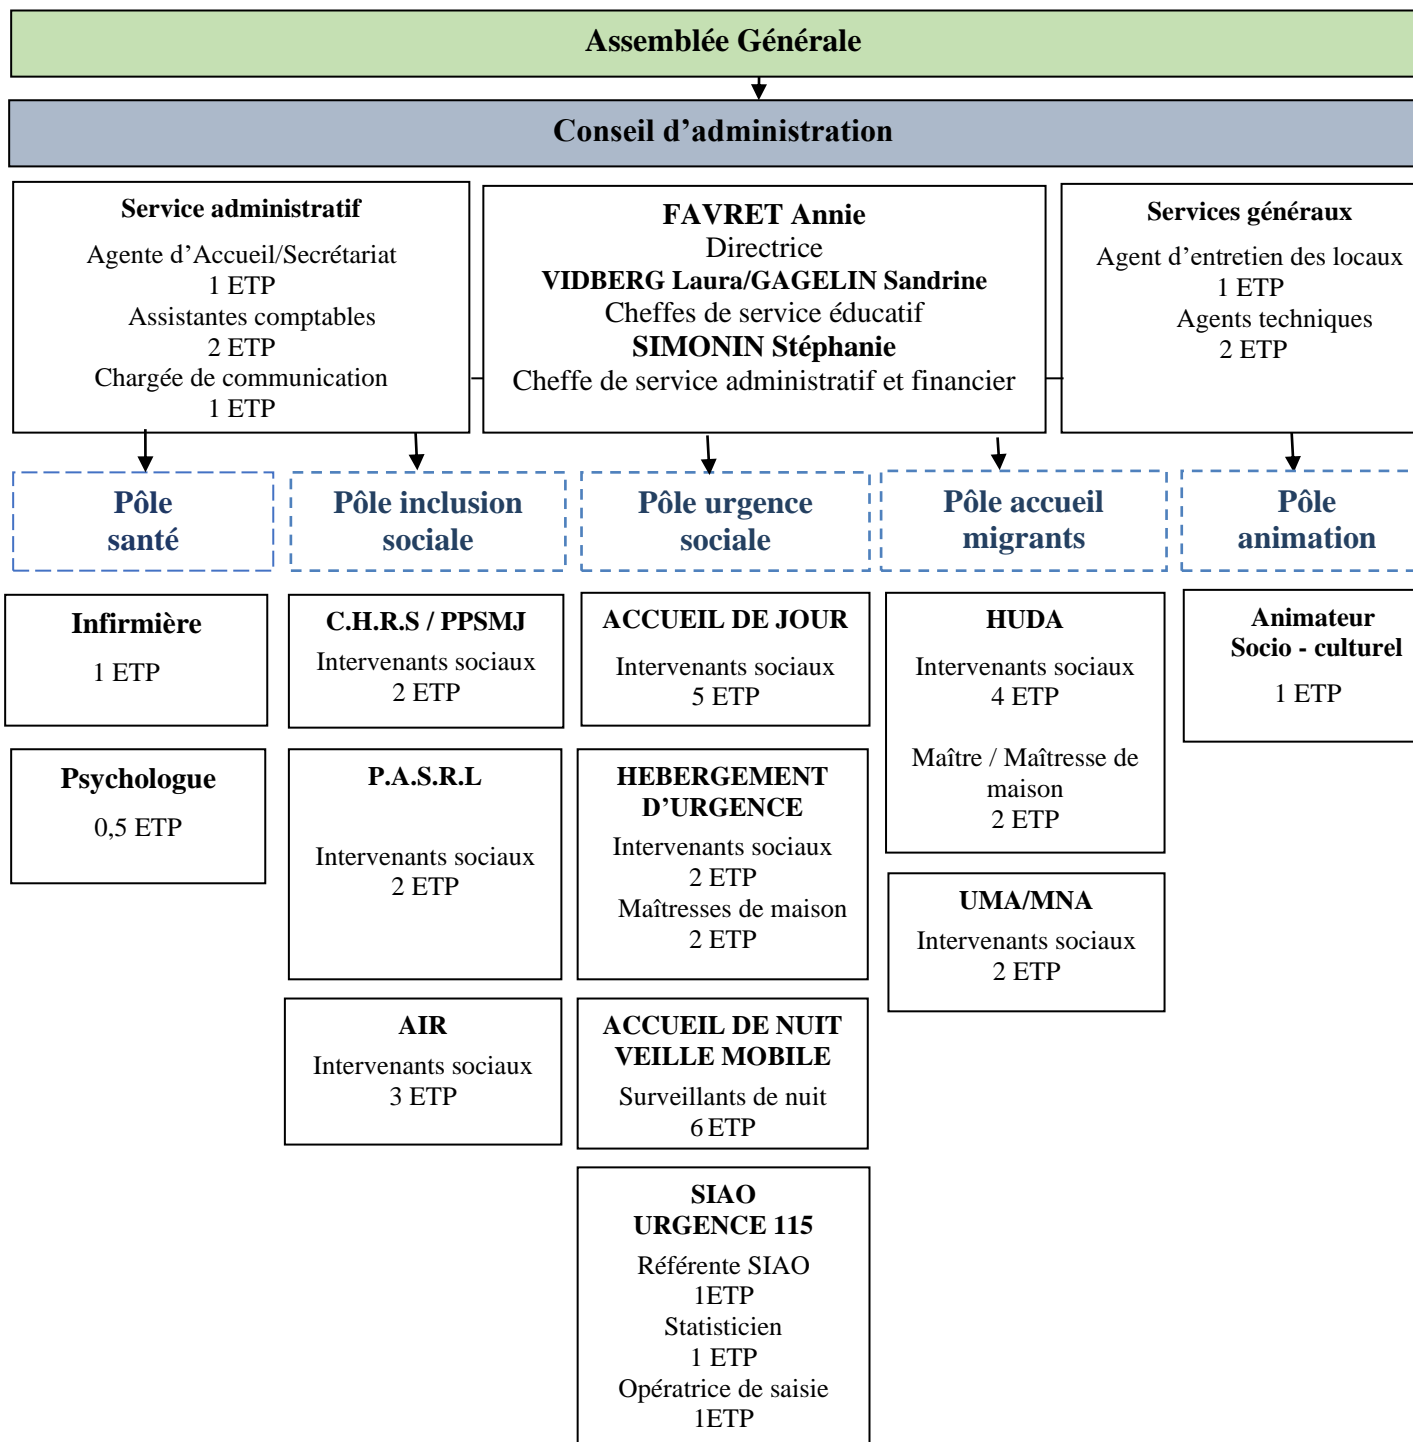 Assemblée Générale
Conseil d’administration
Service administratif
Agente d’Accueil/Secrétariat
1 ETP
Assistantes comptables
2 ETP
Chargée de communication
1 ETP
FAVRET Annie
Directrice
VIDBERG Laura/GAGELIN Sandrine
Cheffes de service éducatif
SIMONIN Stéphanie
Cheffe de service administratif et financier
Services généraux
Agent d’entretien des locaux
1 ETP
Agents techniques
2 ETP
Pôle
santé
Pôle inclusion
sociale
Pôle urgence
sociale
Pôle accueil
migrants
Pôle
animation
Infirmière
1 ETP
Psychologue
0,5 ETP
C.H.R.S / PPSMJ
Intervenants sociaux
2 ETP
P.A.S.R.L
Intervenants sociaux
2 ETP
AIR
Intervenants sociaux
3 ETP
ACCUEIL DE JOUR
Intervenants sociaux
5 ETP
HEBERGEMENT
D’URGENCE
Intervenants sociaux
2 ETP
Maîtresses de maison
2 ETP
ACCUEIL DE NUIT
VEILLE MOBILE
Surveillants de nuit
6 ETP
SIAO
URGENCE 115
Référente SIAO
1ETP
Statisticien
1 ETP
Opératrice de saisie
1ETP
HUDA
Intervenants sociaux
4 ETP
Maître / Maîtresse de
maison
2 ETP
UMA/MNA
Intervenants sociaux
2 ETP
Animateur
Socio - culturel
1 ETP